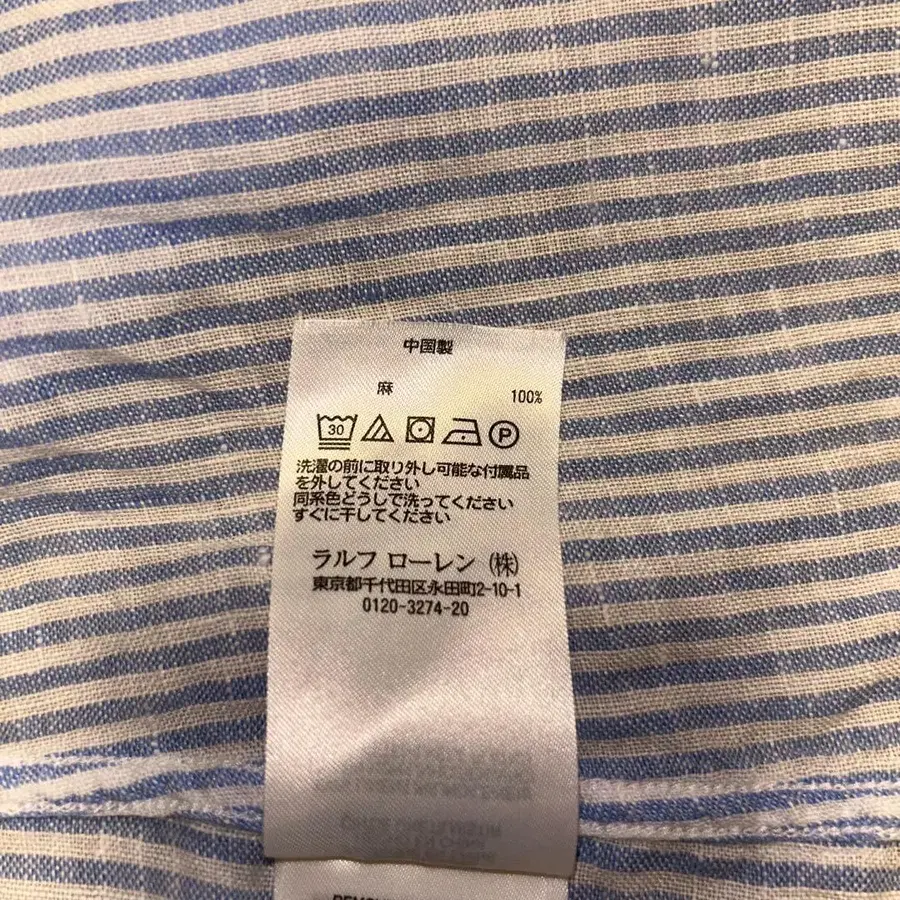 中国製
麻 100%
30 P
洗濯の前に取り外し可能な付属品
を外してください
同系色どうしで洗ってください
すぐに干してください
ラルフ ローレン (株)
東京都千代田区永田町2-10-1
0120-3274-20